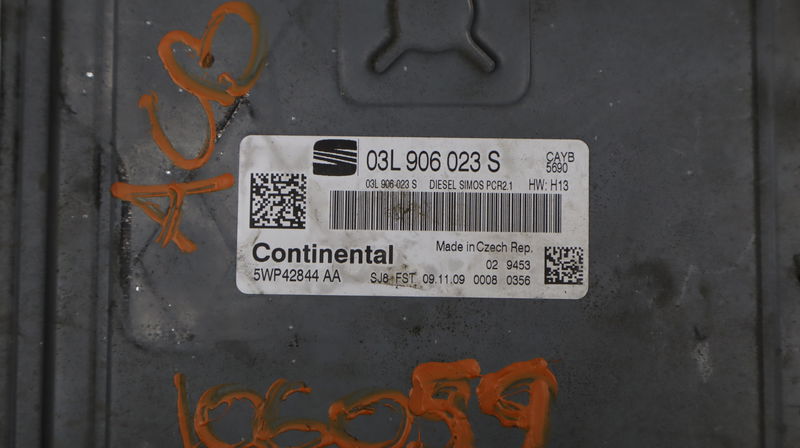 03L 906 023 S
CAYB
5690
03L 906 023 S DIESEL SIMOS PCR2.1 HW: H13
Continental
Made in Czech Rep.
02 9453
5WP42844 AA
SJ8 FST 09.11.09 0008 0356
106059